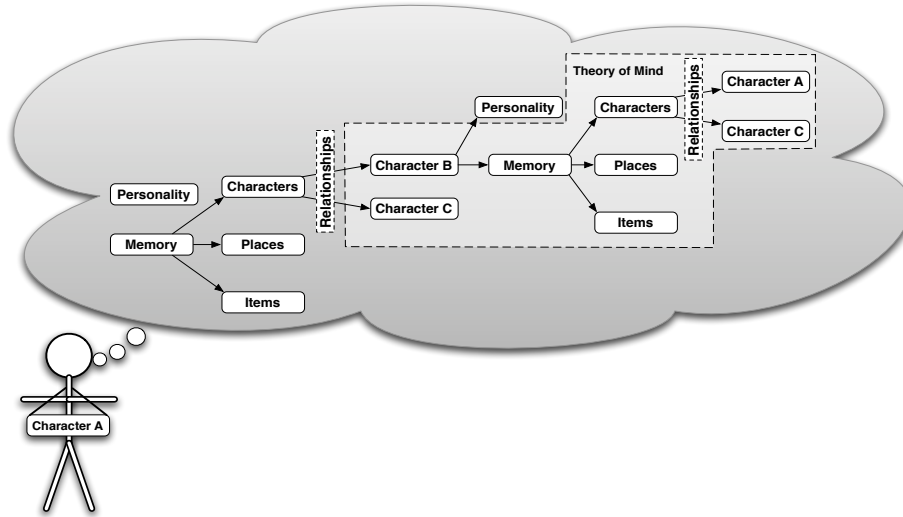 Theory of Mind
Relationships
Character A
Personality
Characters
Character C
Relationships
Character B
Memory
Places
Personality
Characters
Character C
Items
Memory
Places
Items
Character A